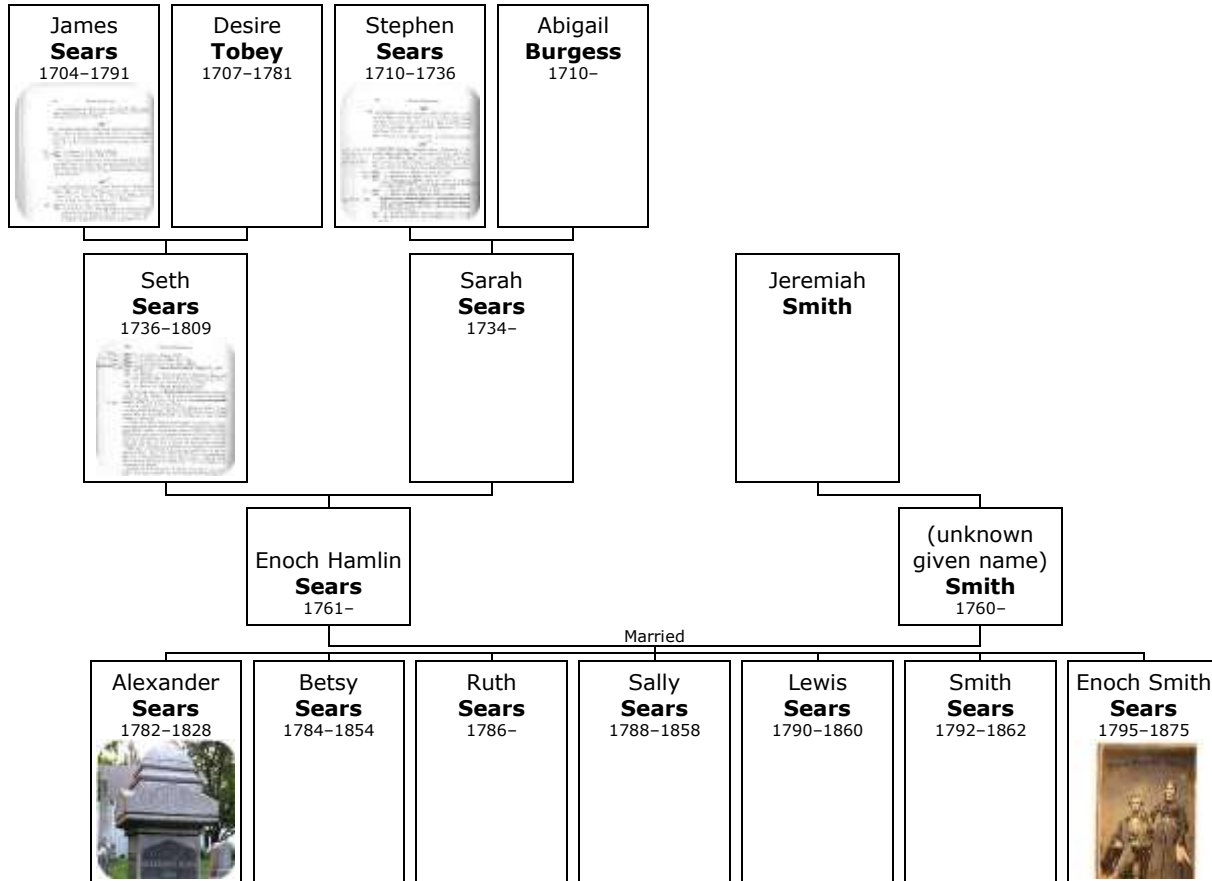 James
Sears
1704–1791
Desire
Tobey
1707–1781
Stephen
Sears
1710–1736
Abigail
Burgess
1710–
Seth
Sears
1736–1809
Sarah
Sears
1734–
Jeremiah
Smith
Enoch Hamlin
Sears
1761–
(unknown
given name)
Smith
1760–
Married
Alexander
Sears
1782–1828
Betsy
Sears
1784–1854
Ruth
Sears
1786–
Sally
Sears
1788–1858
Lewis
Sears
1790–1860
Smith
Sears
1792–1862
Enoch Smith
Sears
1795–1875